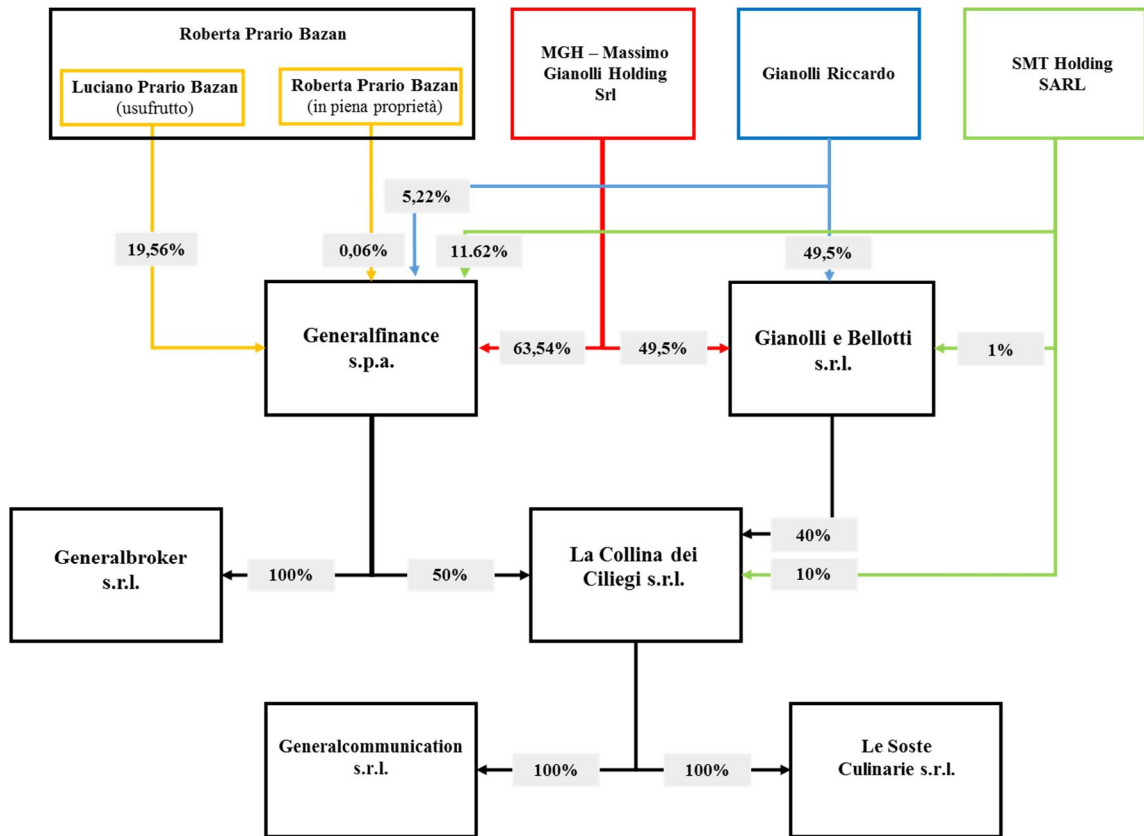 Roberta Prario Bazan
Luciano Prario Bazan
(usufrutto)
Roberta Prario Bazan
(in piena proprietà)
MGH – Massimo
Gianolli Holding
Srl
Gianolli Riccardo
SMT Holding
SARL
5,22%
19,56%
0,06%
11.62%
49,5%
Generalfinance
s.p.a.
63,54%
49,5%
Gianolli e Bellotti
s.r.l.
1%
Generalbroker
s.r.l.
100%
50%
La Collina dei
Ciliegi s.r.l.
40%
10%
Generalcommunication
s.r.l.
100%
100%
Le Soste
Culinarie s.r.l.